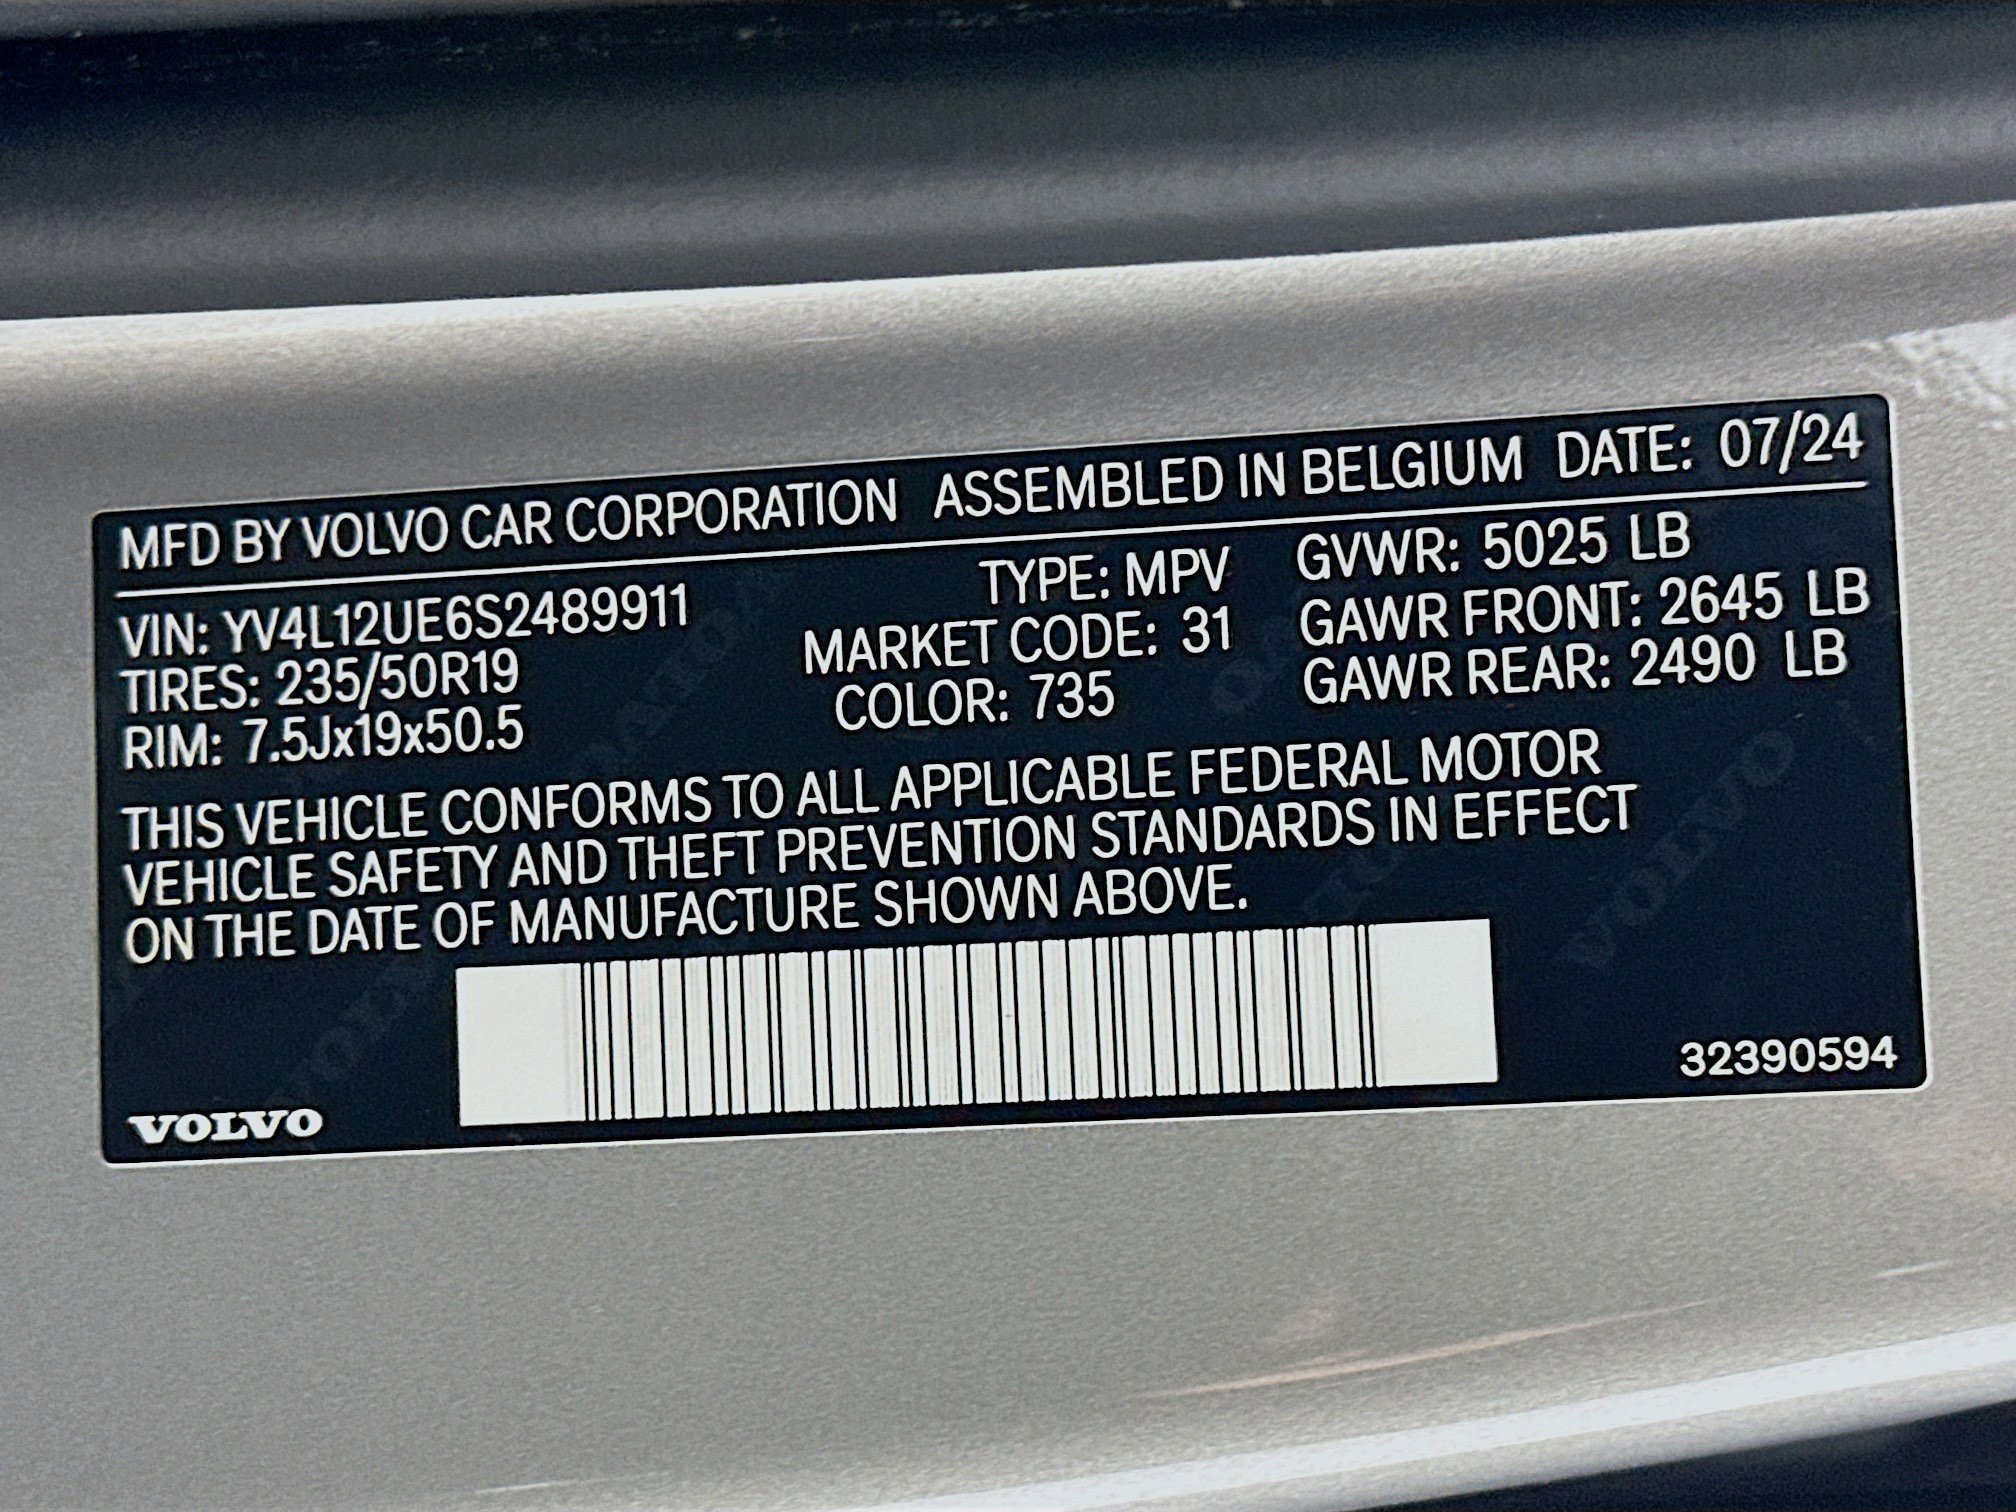 MFD BY VOLVO CAR CORPORATION ASSEMBLED IN BELGIUM DATE: 07/24
VIN: YV4L12UE6S2489911 TYPE: MPV GVWR: 5025 LB
TIRES: 235/50R19 MARKET CODE: 31 GAWR FRONT: 2645 LB
RIM: 7.5Jx19x50.5 COLOR: 735 GAWR REAR: 2490 LB
THIS VEHICLE CONFORMS TO ALL APPLICABLE FEDERAL MOTOR
VEHICLE SAFETY AND THEFT PREVENTION STANDARDS IN EFFECT
ON THE DATE OF MANUFACTURE SHOWN ABOVE.
VOLVO
32390594